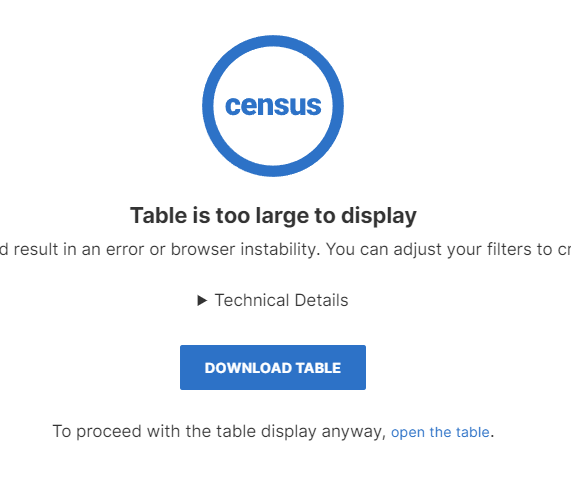 census
Table is too large to display
result in an error or browser instability. You can adjust your filters to
▶ Technical Details
DOWNLOAD TABLE
To proceed with the table display anyway, open the table.